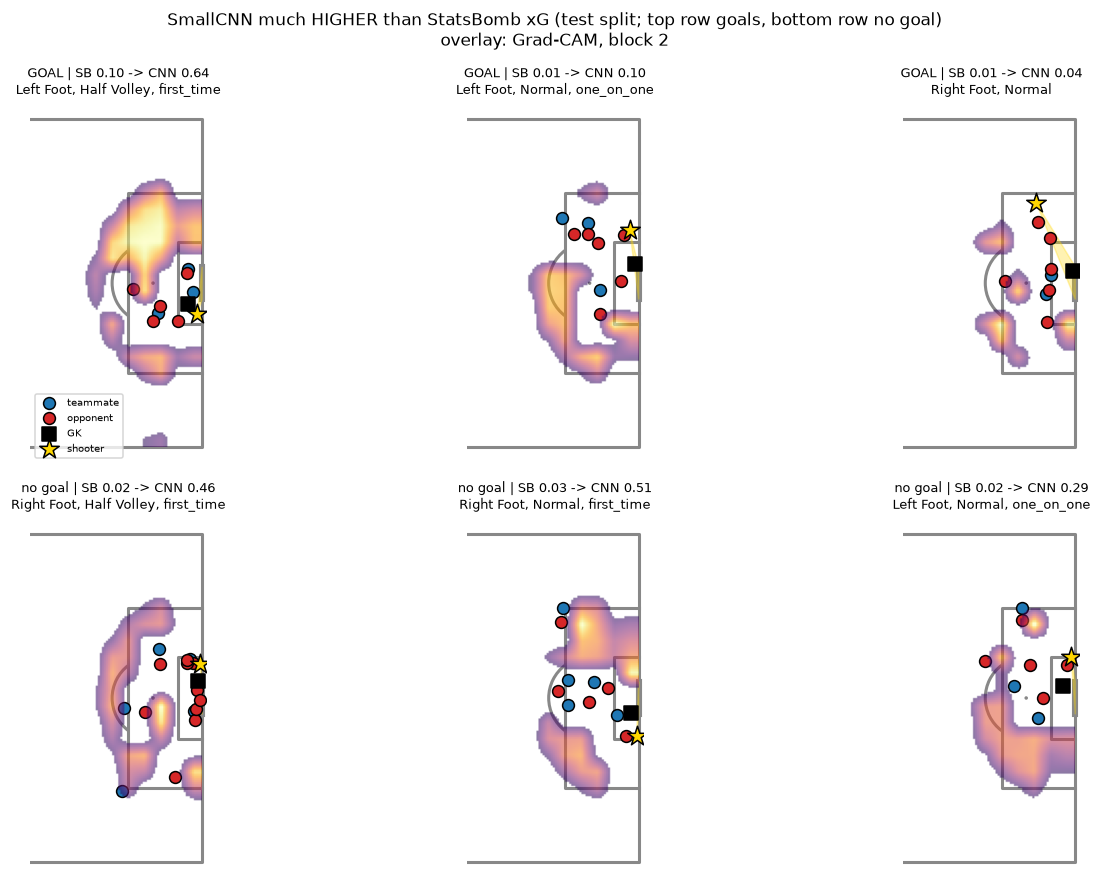 SmallCNN much HIGHER than StatsBomb xG (test split; top row goals, bottom row no goal)
overlay: Grad-CAM, block 2
GOAL | SB 0.10 -> CNN 0.64
Left Foot, Half Volley, first_time
GOAL | SB 0.01 -> CNN 0.10
Left Foot, Normal, one_on_one
GOAL | SB 0.01 -> CNN 0.04
Right Foot, Normal
teammate
opponent
GK
shooter
no goal | SB 0.02 -> CNN 0.46
Right Foot, Half Volley, first_time
no goal | SB 0.03 -> CNN 0.51
Right Foot, Normal, first_time
no goal | SB 0.02 -> CNN 0.29
Left Foot, Normal, one_on_one